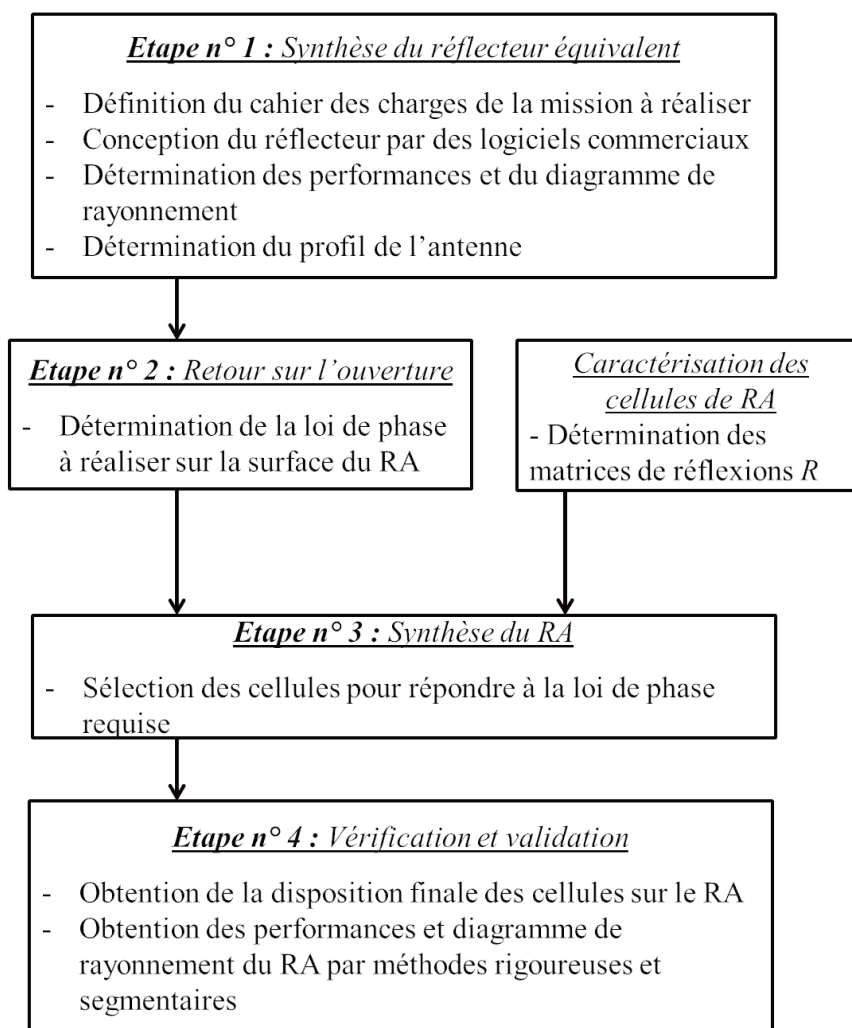 Etape n° 1 : Synthèse du réflecteur équivalent
- Définition du cahier des charges de la mission à réaliser
- Conception du réflecteur par des logiciels commerciaux
- Détermination des performances et du diagramme de
rayonnement
- Détermination du profil de l'antenne
Etape n° 2 : Retour sur l'ouverture
- Détermination de la loi de phase
à réaliser sur la surface du RA
Caractérisation des
cellules de RA
- Détermination des
matrices de réflexions R
Etape n° 3 : Synthèse du RA
- Sélection des cellules pour répondre à la loi de phase
requise
Etape n° 4 : Vérification et validation
- Obtention de la disposition finale des cellules sur le RA
- Obtention des performances et diagramme de
rayonnement du RA par méthodes rigoureuses et
segmentaires